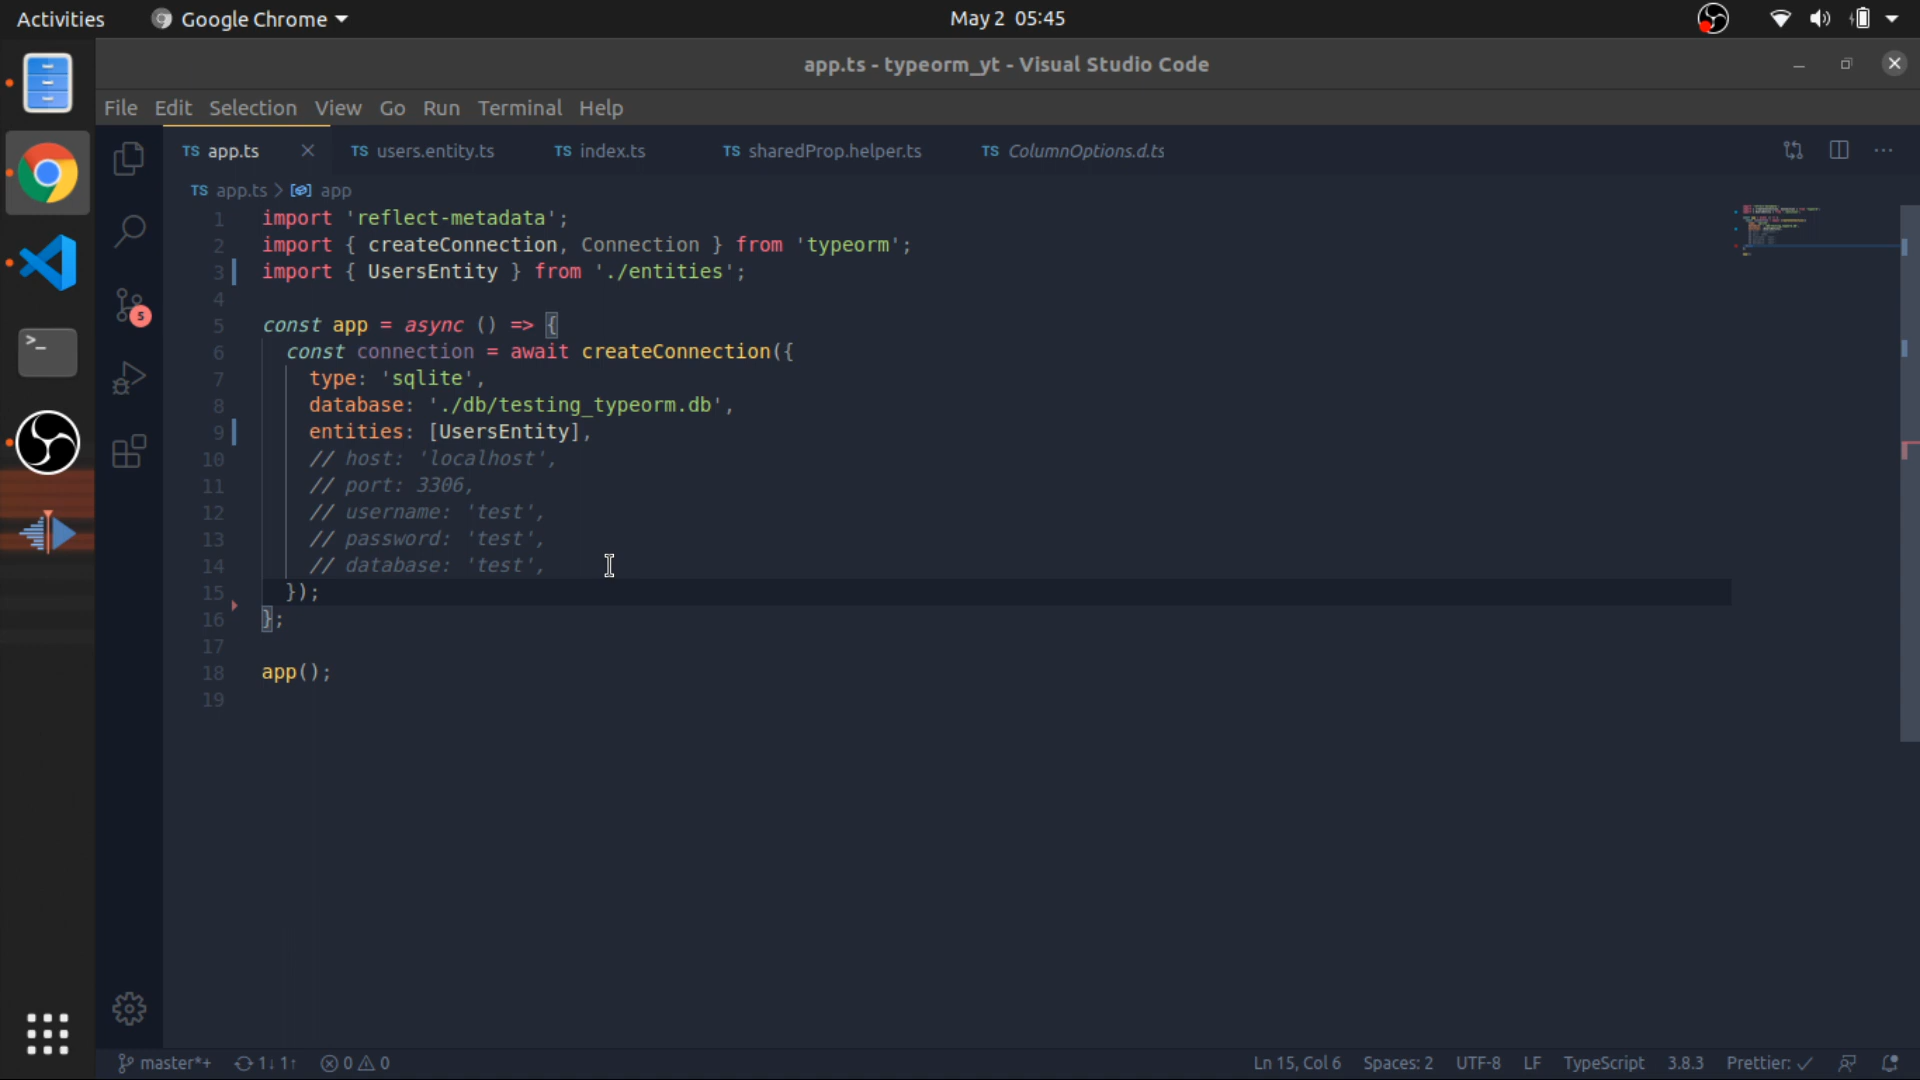 Activities
Google Chrome
May 2 05:45
app.ts - typeorm_yt - Visual Studio Code
File Edit Selection View Go Run Terminal Help
TS app.ts
TS users.entity.ts
TS index.ts
TS sharedProp.helper.ts
TS ColumnOptions.d.ts
TS app.ts > app
1 import 'reflect-metadata';
2 import { createConnection, Connection } from 'typeorm';
3 import { UsersEntity } from './entities';
4
5 const app = async () => {
6 const connection = await createConnection({
7 type: 'sqlite',
8 database: './db/testing_typeorm.db',
9 entities: [UsersEntity],
10 // host: 'localhost',
11 // port: 3306,
12 // username: 'test',
13 // password: 'test',
14 // database: 'test',
15 });
16 };
17
18 app();
19
5
master*+ 1↓ 1↑ 0 0
Ln 15, Col 6 Spaces: 2 UTF-8 LF TypeScript 3.8.3 Prettier: ✓